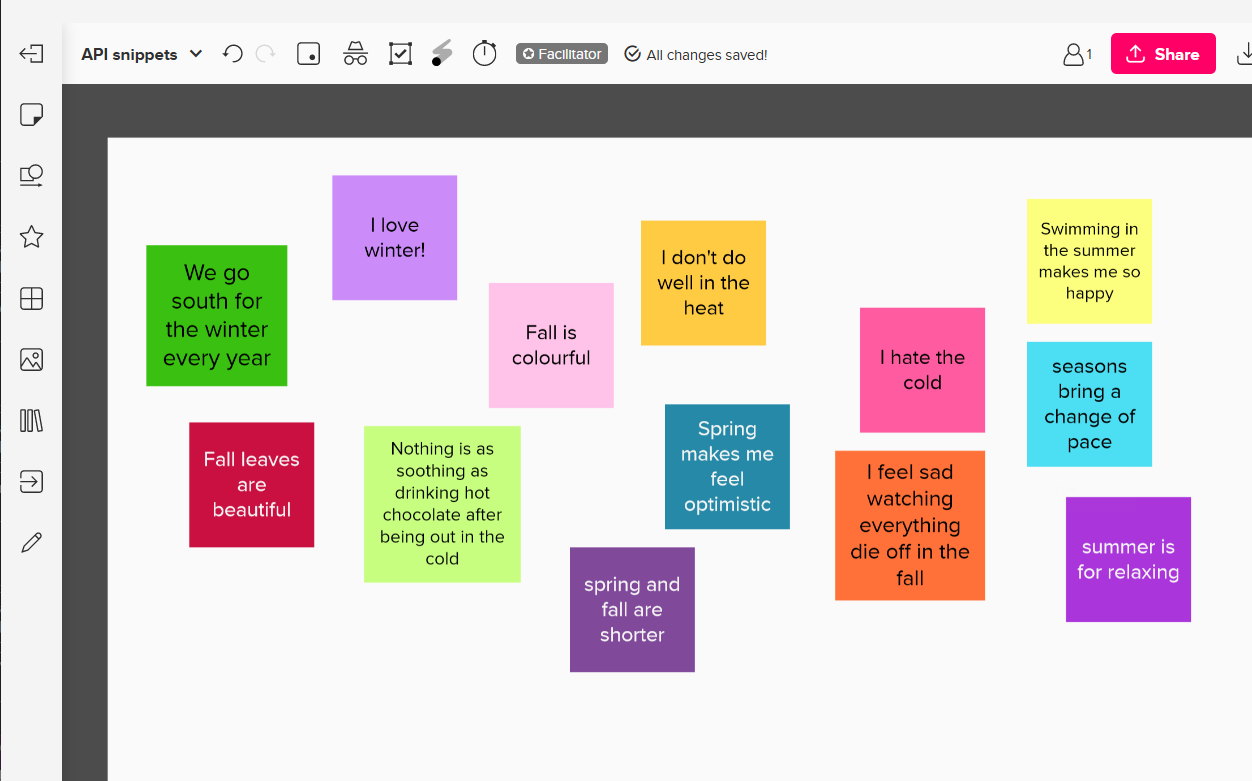 API snippets
Facilitator
All changes saved!
1
Share
I love
winter!
We go
south for
the winter
every year
Fall is
colourful
I don't do
well in the
heat
Swimming in
the summer
makes me so
happy
I hate the
cold
seasons
bring a
change of
pace
Fall leaves
are
beautiful
Nothing is as
soothing as
drinking hot
chocolate after
being out in the
cold
Spring
makes me
feel
optimistic
I feel sad
watching
everything
die off in the
fall
spring and
fall are
shorter
summer is
for relaxing